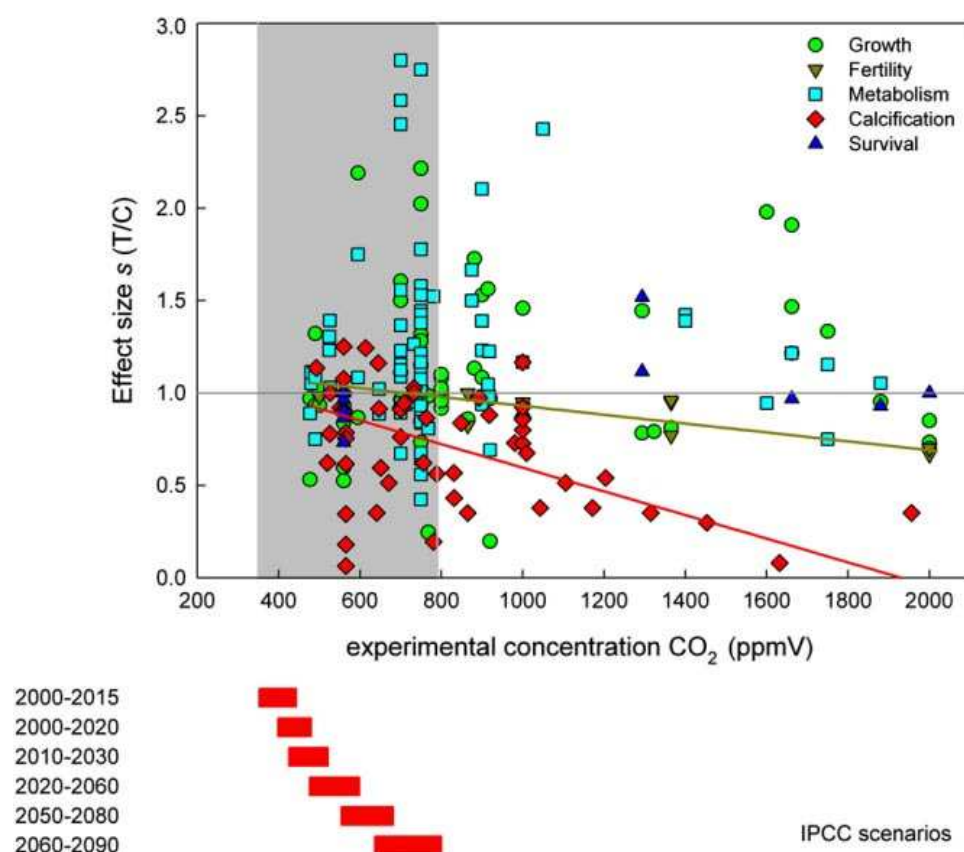 3.0
2.5
2.0
1.5
1.0
0.5
0.0
Effect size s (T/C)
Growth
Fertility
Metabolism
Calcification
Survival
200 400 600 800 1000 1200 1400 1600 1800 2000
experimental concentration CO₂ (ppmV)
2000-2015
2000-2020
2010-2030
2020-2060
2050-2080
2060-2090
IPCC scenarios